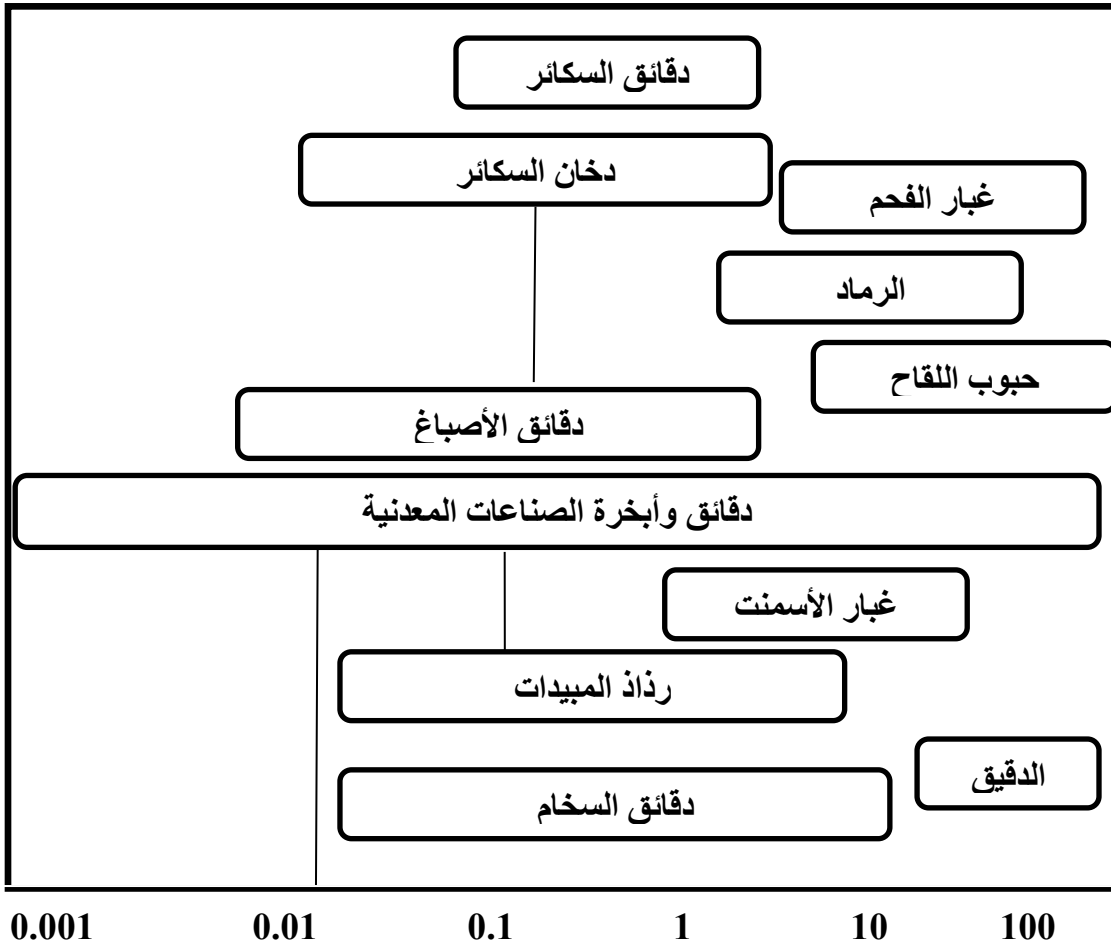 دقائق السكائر
دخان السكائر
غبار الفحم
الرماد
حبوب اللقاح
دقائق الأصباغ
دقائق وأبخرة الصناعات المعدنية
غبار الأسمنت
رذاذ المبيدات
الدقيق
دقائق السخام
0.001 0.01 0.1 1 10 100